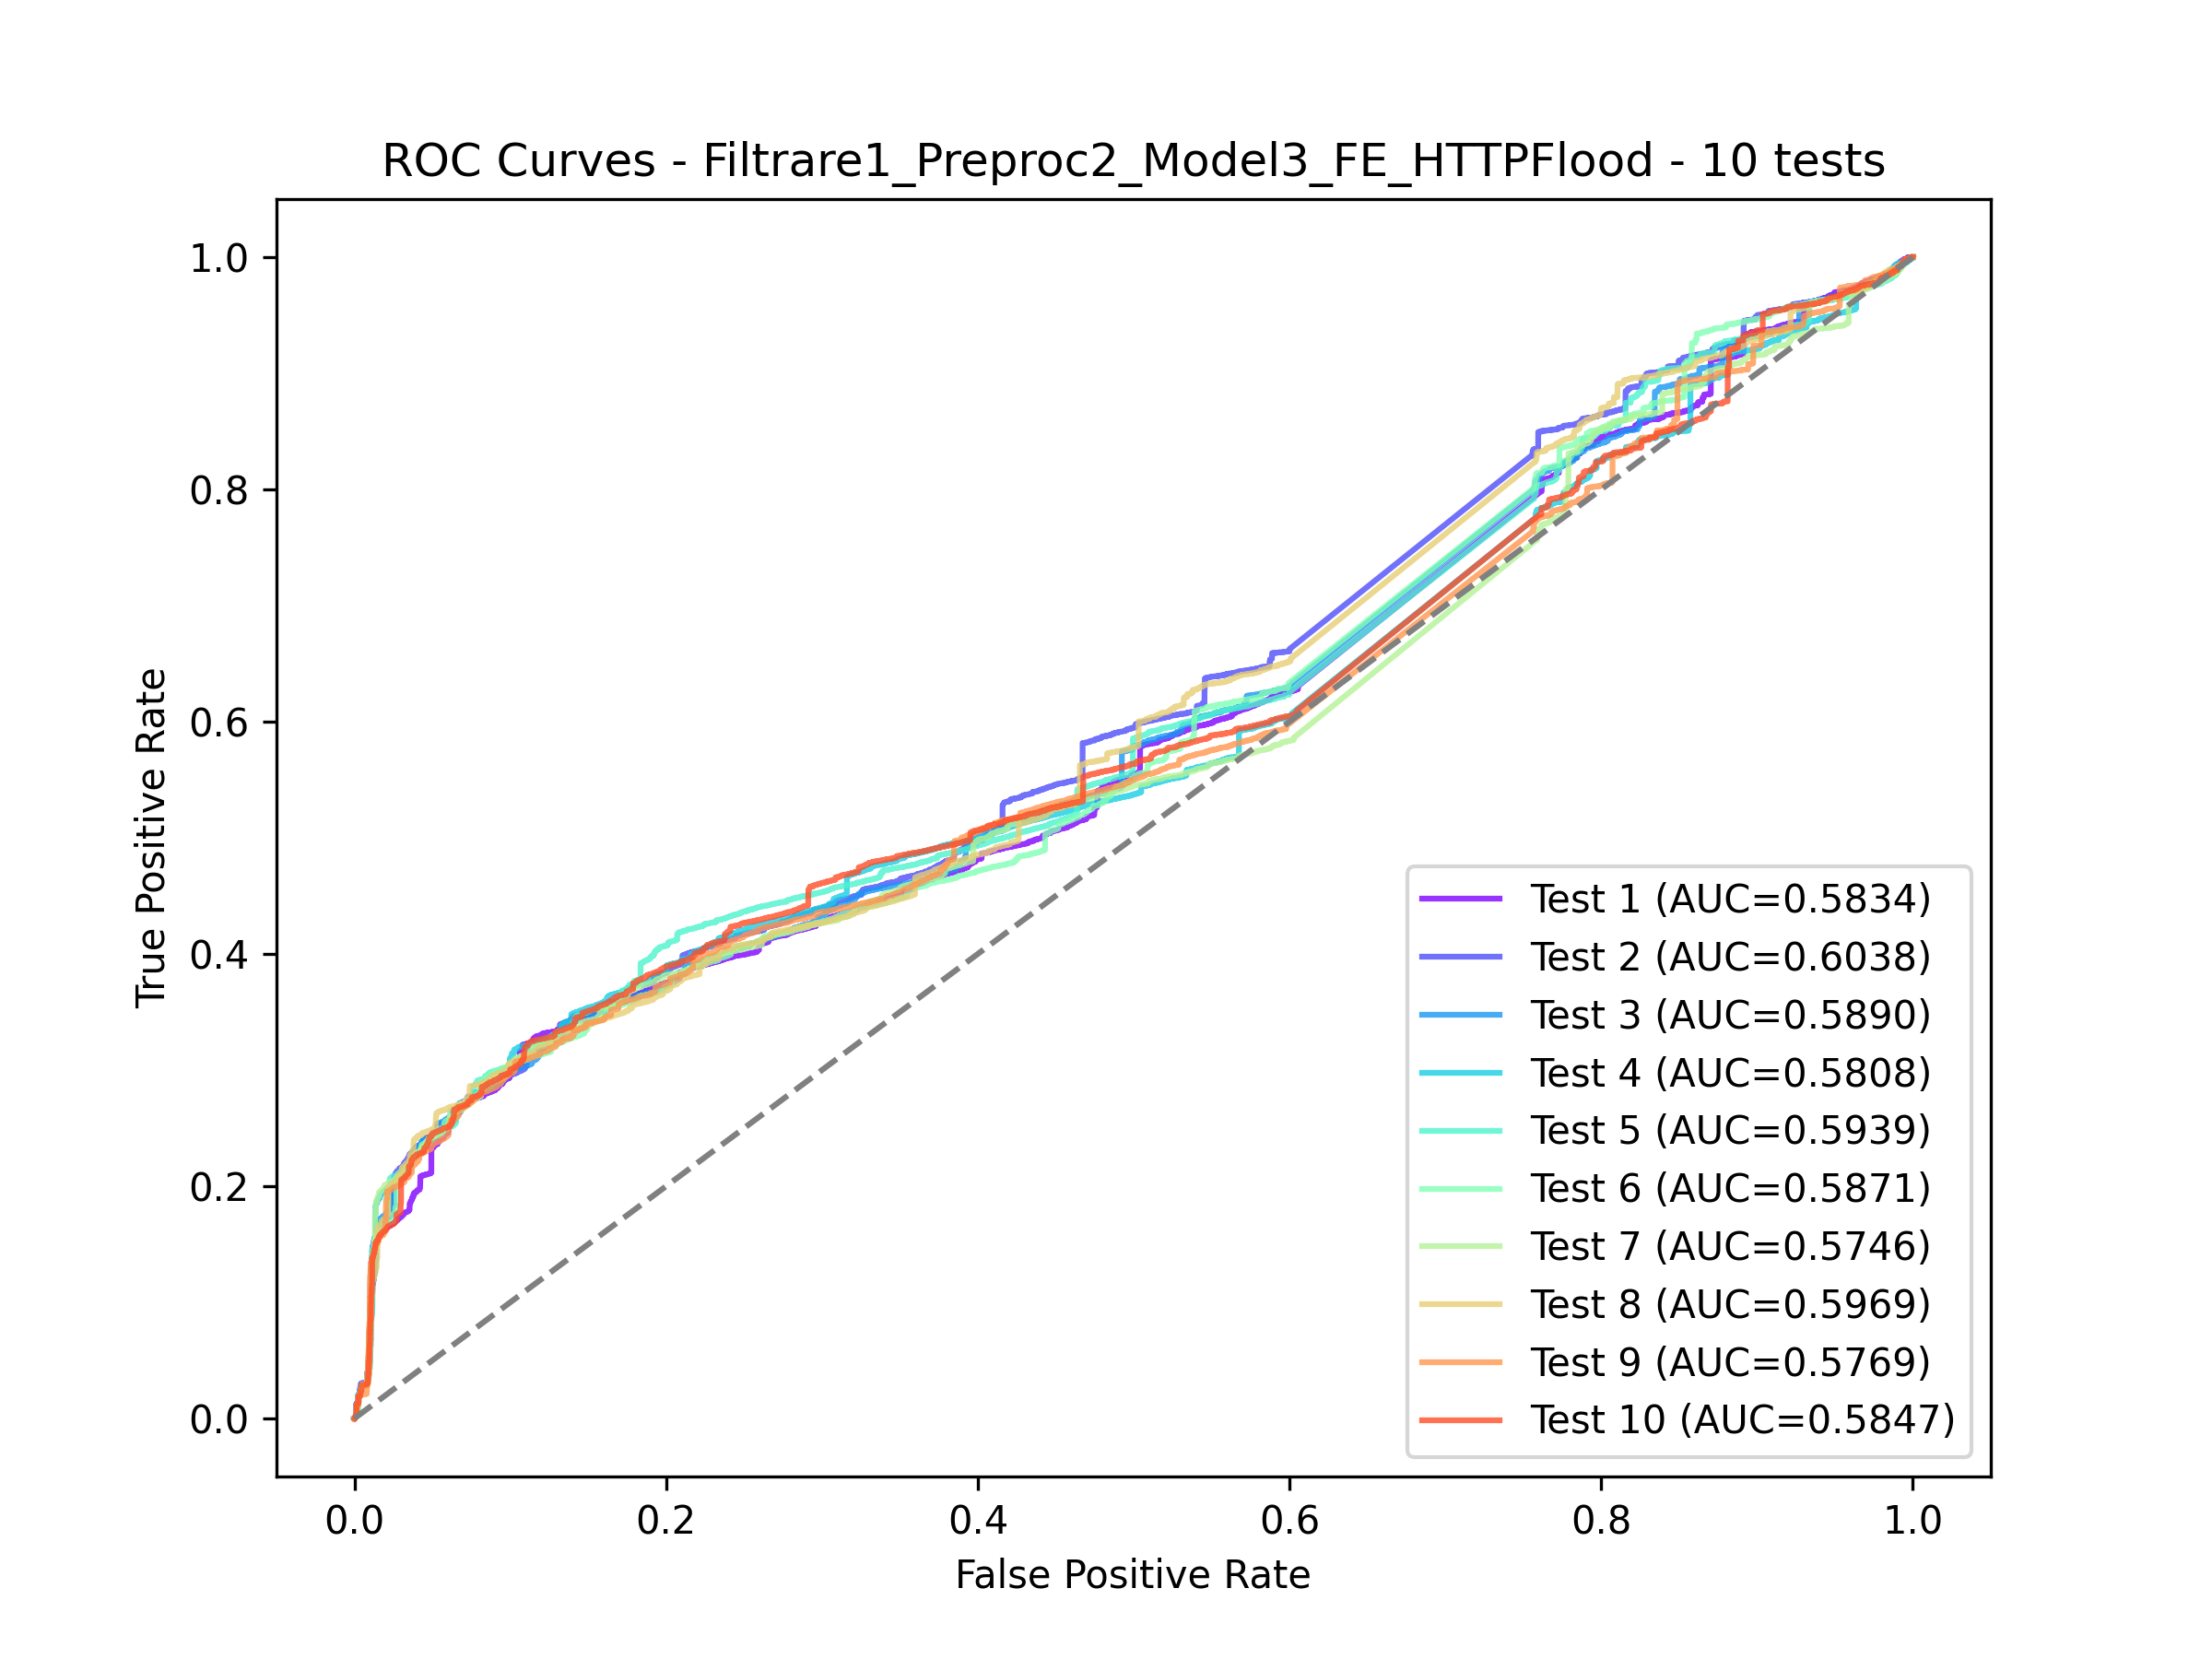 ROC Curves - Filtrare1_Preproc2_Model3_FE_HTTPFlood - 10 tests
1.0
0.8
0.6
0.4
0.2
0.0
True Positive Rate
0.0 0.2 0.4 0.6 0.8 1.0
False Positive Rate
Test 1 (AUC=0.5834)
Test 2 (AUC=0.6038)
Test 3 (AUC=0.5890)
Test 4 (AUC=0.5808)
Test 5 (AUC=0.5939)
Test 6 (AUC=0.5871)
Test 7 (AUC=0.5746)
Test 8 (AUC=0.5969)
Test 9 (AUC=0.5769)
Test 10 (AUC=0.5847)